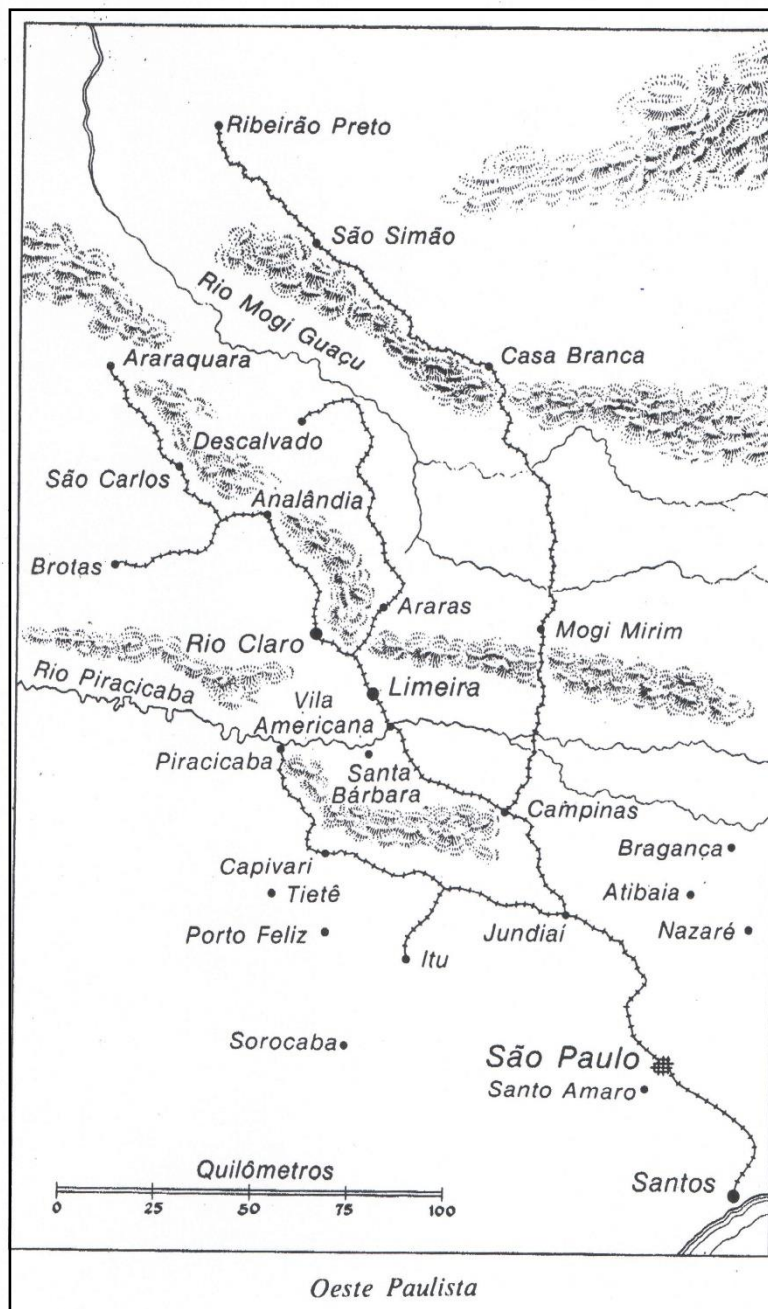 Ribeirão Preto
São Simão
Rio Mogi Guaçu
Casa Branca
Araraquara
Descalvado
São Carlos
Analândia
Brotas
Araras
Mogi Mirim
Rio Claro
Rio Piracicaba
Limeira
Vila
Americana
Piracicaba
Santa
Bárbara
Campinas
Bragança
Capivari
Tietê
Atibaia
Porto Feliz
Jundiaí
Nazaré
Itu
Sorocaba
São Paulo
Santo Amaro
Quilômetros
Santos
0 25 50 75 100
Oeste Paulista